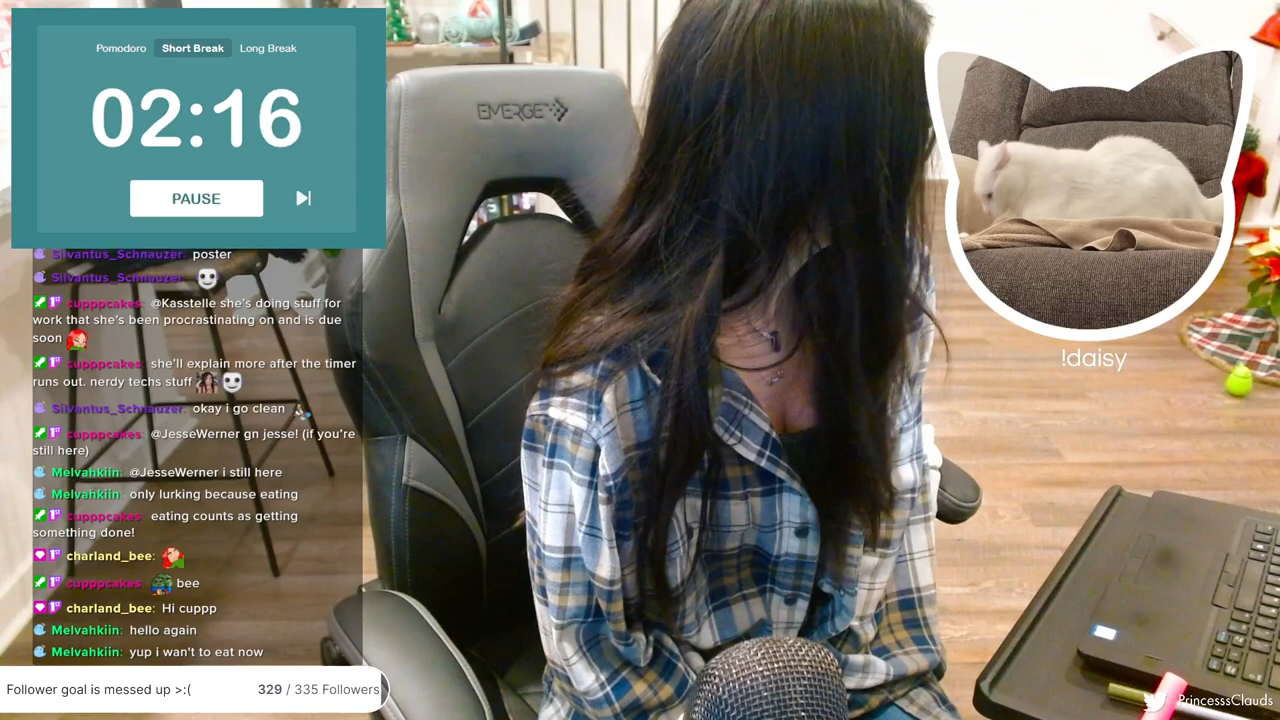 Pomodoro Short Break Long Break
02:16
PAUSE
EMERGE
Silvantus_Schnauzer: poster
Silvantus_Schnauzer:
cupppcakes: @Kasstelle she's doing stuff for
work that she's been procrastinating on and is due
soon
cupppcakes: she'll explain more after the timer
runs out. nerdy techs stuff
Silvantus_Schnauzer: okay i go clean
cupppcakes: @JesseWerner gn jesse! (if you're
still here)
Melvahkiin: @JesseWerner i still here
Melvahkiin: only lurking because eating
cupppcakes: eating counts as getting
something done!
charland_bee:
cupppcakes: bee
charland_bee: Hi cuppp
Melvahkiin: hello again
Melvahkiin: yup i wan't to eat now
Follower goal is messed up >:( 329 / 335 Followers
!daisy
PrincesssClouds